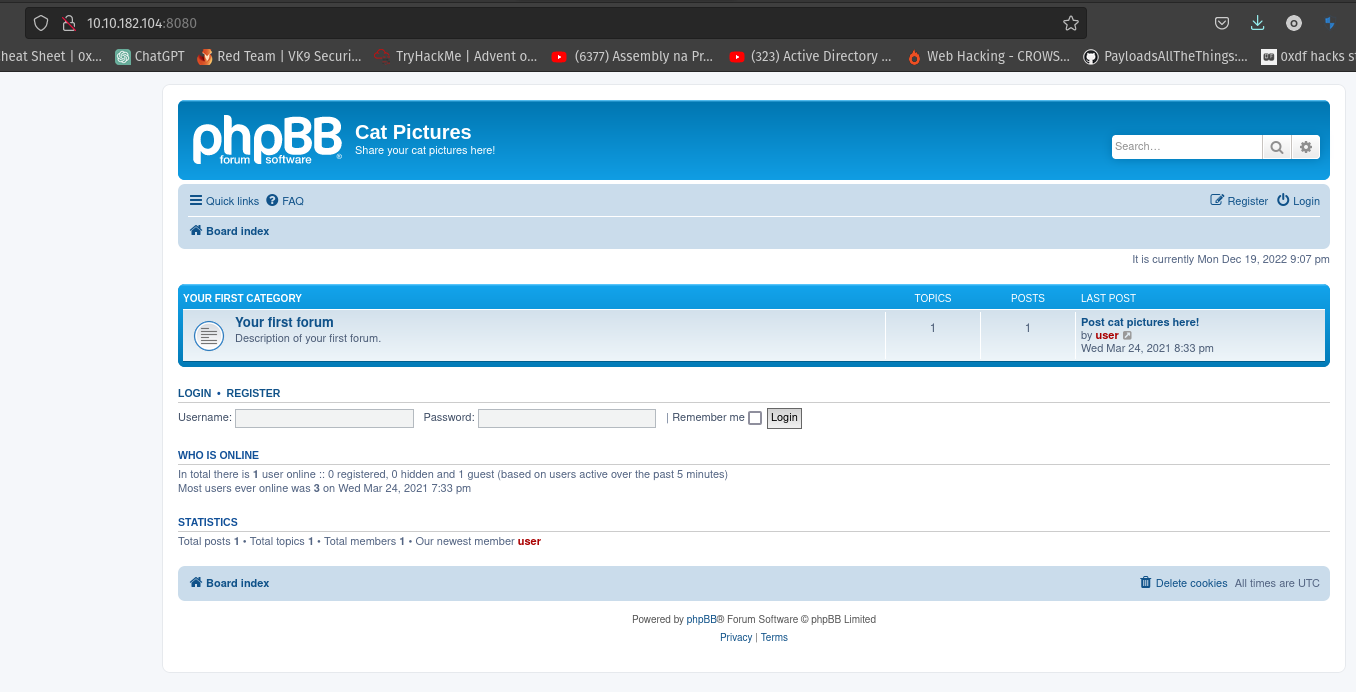 10.10.182.104:8080
heat Sheet | 0x... ChatGPT Red Team | VK9 Securi... TryHackMe | Advent o... (6377) Assembly na Pr... (323) Active Directory ... Web Hacking - CROWS... PayloadsAllTheThings:... 0xdf hacks st
phpBB® forum software
Cat Pictures
Share your cat pictures here!
Search…
Quick links FAQ Register Login
Board index
It is currently Mon Dec 19, 2022 9:07 pm
YOUR FIRST CATEGORY TOPICS POSTS LAST POST
Your first forum 1 1 Post cat pictures here!
Description of your first forum. by user
Wed Mar 24, 2021 8:33 pm
LOGIN • REGISTER
Username: Password: | Remember me Login
WHO IS ONLINE
In total there is 1 user online :: 0 registered, 0 hidden and 1 guest (based on users active over the past 5 minutes)
Most users ever online was 3 on Wed Mar 24, 2021 7:33 pm
STATISTICS
Total posts 1 • Total topics 1 • Total members 1 • Our newest member user
Board index Delete cookies All times are UTC
Powered by phpBB® Forum Software © phpBB Limited
Privacy | Terms